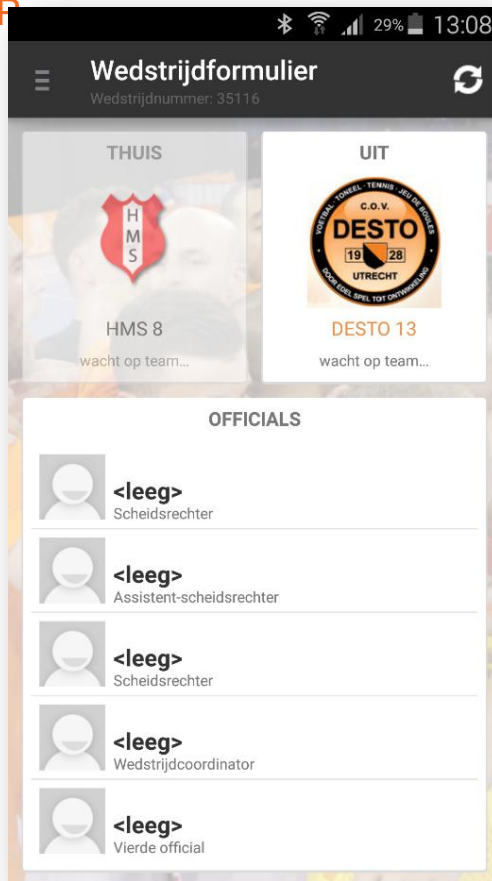 P
29% 13:08
Wedstrijdformulier
Wedstrijdnummer: 35116
THUIS
UIT
H
M
S
VOETBAL - TONEEL - TENNIS - JEU DE BOULES
C.O.V.
DESTO
19 28
UTRECHT
DOOR EDEL SPEL TOT ONTWIKKELING
HMS 8
DESTO 13
wacht op team...
wacht op team...
OFFICIALS
<leeg>
Scheidsrechter
<leeg>
Assistent-scheidsrechter
<leeg>
Scheidsrechter
<leeg>
Wedstrijdcoordinator
<leeg>
Vierde official